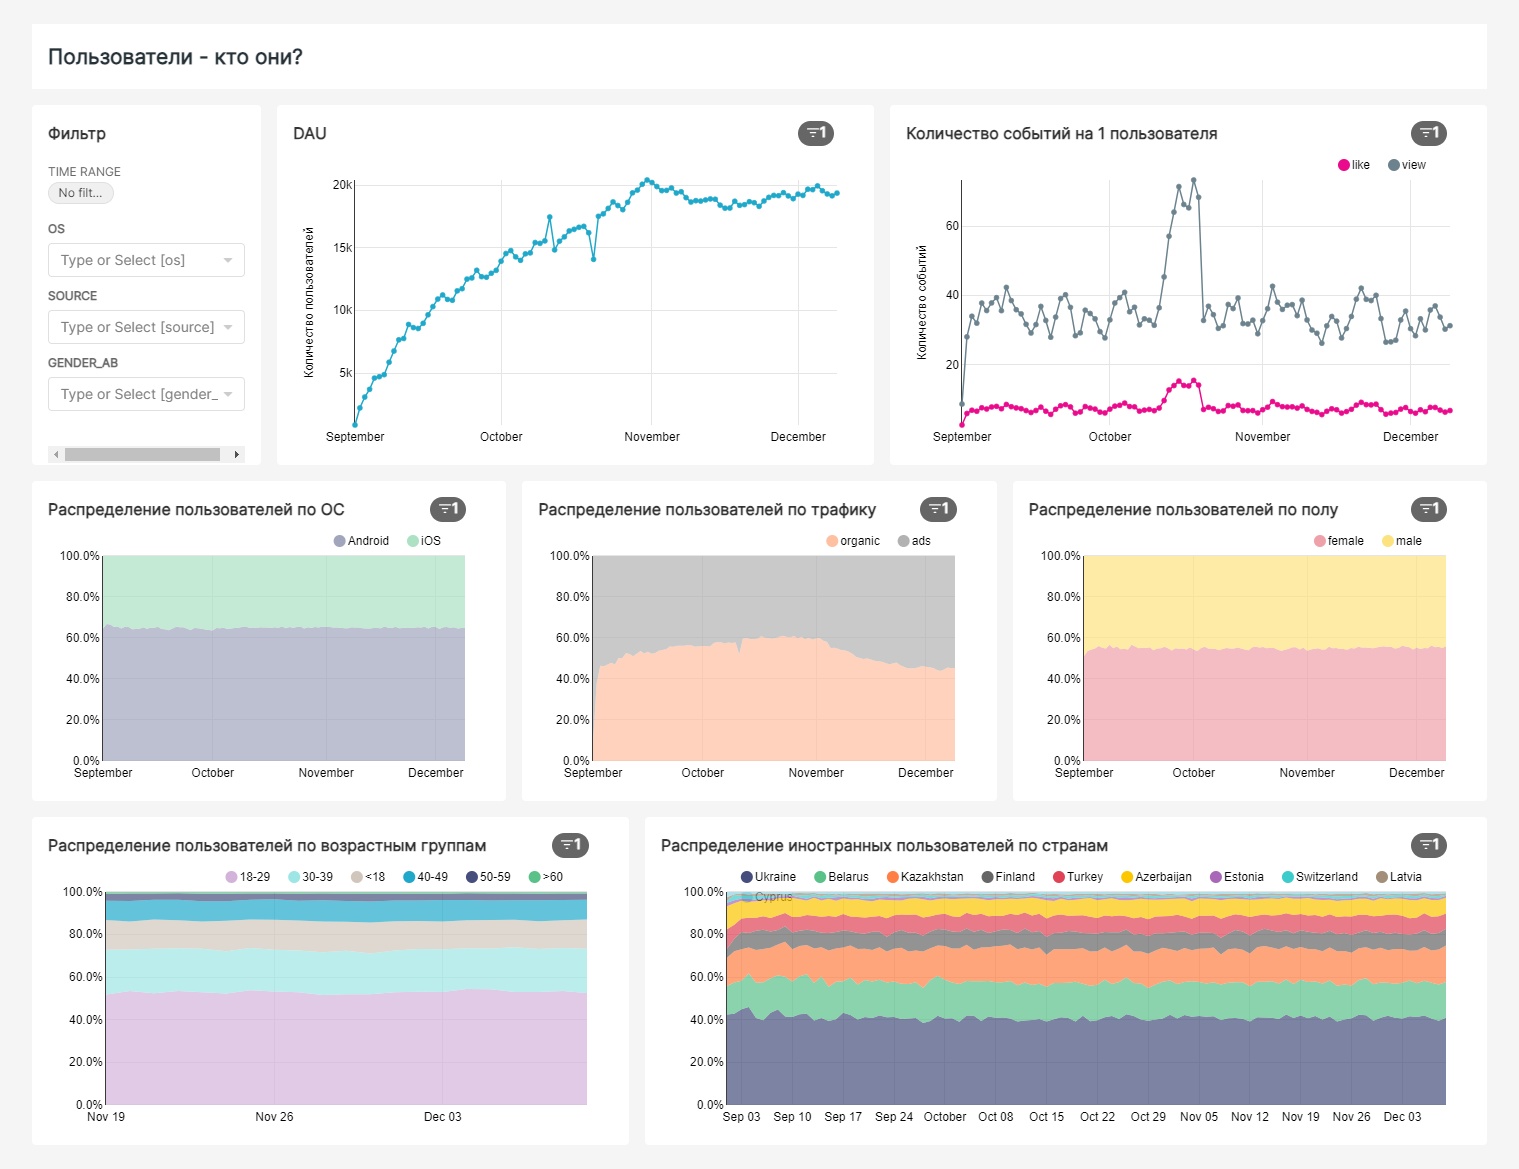 Пользователи - кто они?
Фильтр
TIME RANGE
No filt...
OS
Type or Select [os]
SOURCE
Type or Select [source]
GENDER_AB
Type or Select [gender_
DAU
1
Количество пользователей
20k
15k
10k
5k
September October November December
Количество событий на 1 пользователя
1
like view
Количество событий
60
40
20
September October November December
Распределение пользователей по ОС
1
Android iOS
100.0%
80.0%
60.0%
40.0%
20.0%
0.0%
September October November December
Распределение пользователей по трафику
1
organic ads
100.0%
80.0%
60.0%
40.0%
20.0%
0.0%
September October November December
Распределение пользователей по полу
1
female male
100.0%
80.0%
60.0%
40.0%
20.0%
0.0%
September October November December
Распределение пользователей по возрастным группам
1
18-29 30-39 <18 40-49 50-59 >60
100.0%
80.0%
60.0%
40.0%
20.0%
0.0%
Nov 19 Nov 26 Dec 03
Распределение иностранных пользователей по странам
1
Ukraine Belarus Kazakhstan Finland Turkey Azerbaijan Estonia Switzerland Latvia
Cyprus
100.0%
80.0%
60.0%
40.0%
20.0%
0.0%
Sep 03 Sep 10 Sep 17 Sep 24 October Oct 08 Oct 15 Oct 22 Oct 29 Nov 05 Nov 12 Nov 19 Nov 26 Dec 03